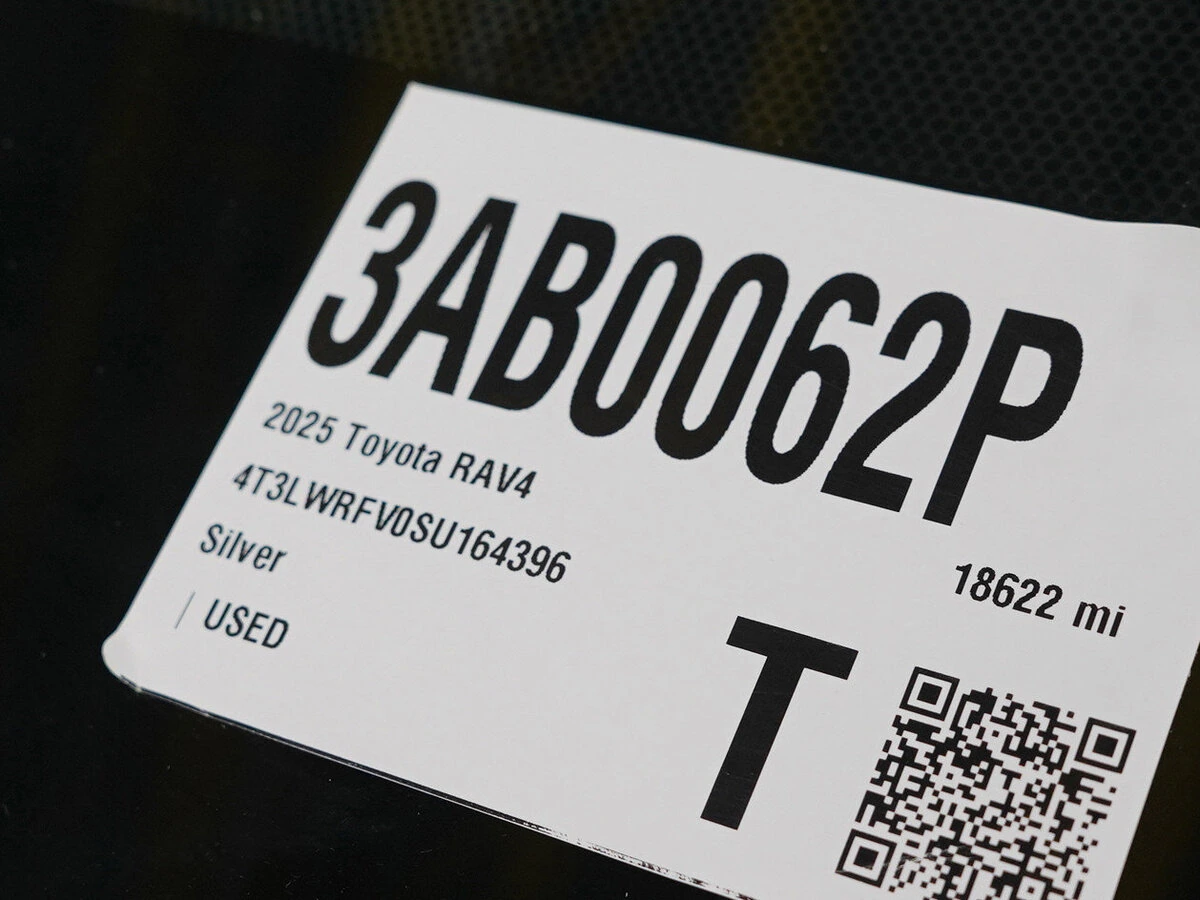 3AB0062P
2025 Toyota RAV4
4T3LWRFV0SU164396
Silver
18622 mi
USED
T